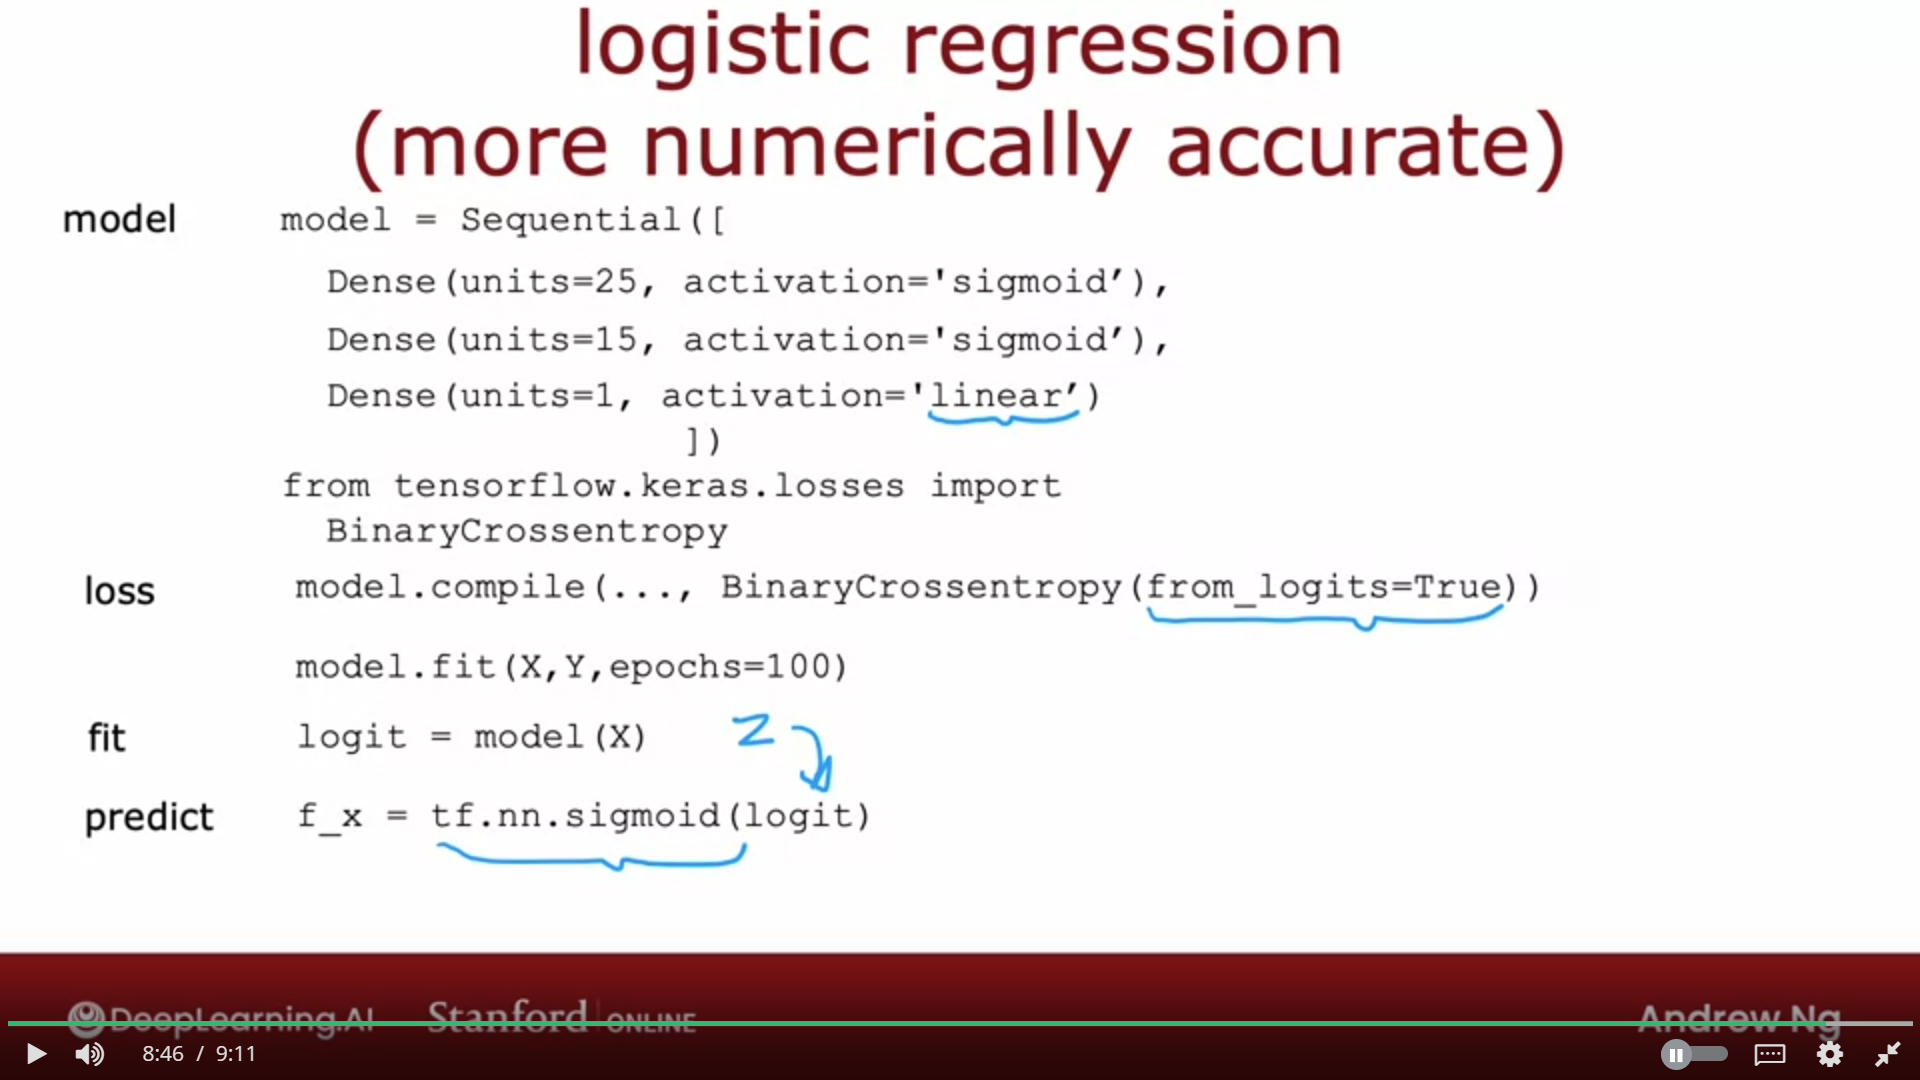 logistic regression
(more numerically accurate)
model model = Sequential([
Dense(units=25, activation='sigmoid’),
Dense(units=15, activation='sigmoid’),
Dense(units=1, activation='linear’)
])
from tensorflow.keras.losses import
BinaryCrossentropy
loss model.compile(..., BinaryCrossentropy(from_logits=True))
model.fit(X,Y,epochs=100)
fit logit = model(X) z
predict f_x = tf.nn.sigmoid(logit)
DeepLearning.AI Stanford ONLINE Andrew Ng
8:46 / 9:11